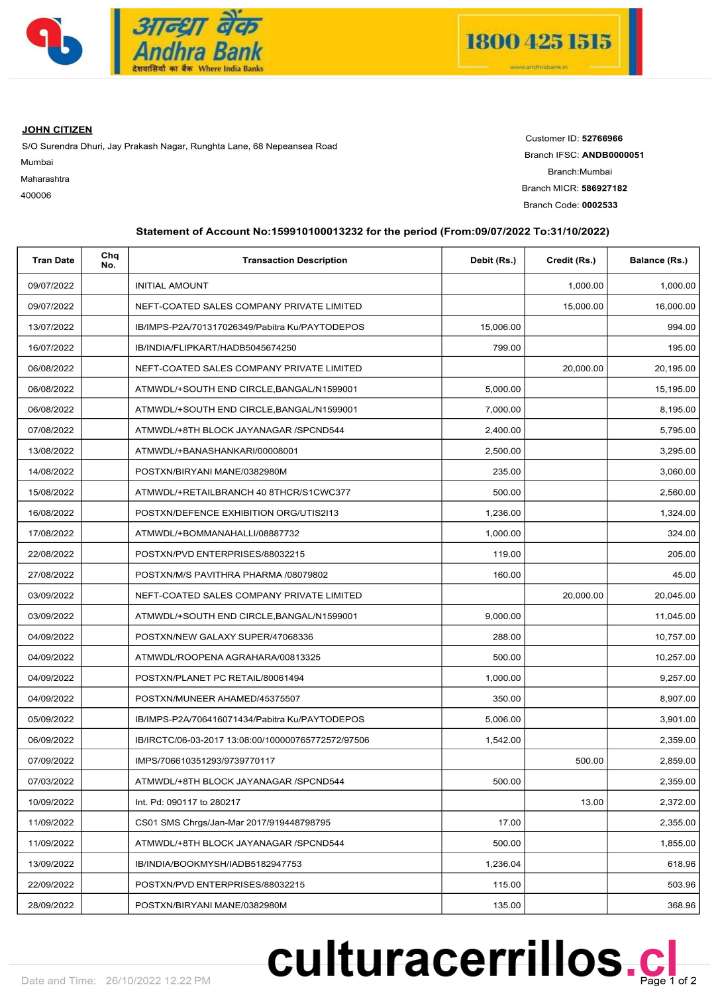 आन्ध्रा बैंक
Andhra Bank
देशवासियों का बैंक Where India Banks
1800 425 1515
www.andhrabank.in
JOHN CITIZEN
S/O Surendra Dhuri, Jay Prakash Nagar, Runghta Lane, 68 Nepeansea Road
Mumbai
Maharashtra
400006
Customer ID: 52766966
Branch IFSC: ANDB0000051
Branch:Mumbai
Branch MICR: 586927182
Branch Code: 0002533
Statement of Account No:159910100013232 for the period (From:09/07/2022 To:31/10/2022)
Tran Date Chq No. Transaction Description Debit (Rs.) Credit (Rs.) Balance (Rs.)
09/07/2022 INITIAL AMOUNT 1,000.00 1,000.00
09/07/2022 NEFT-COATED SALES COMPANY PRIVATE LIMITED 15,000.00 16,000.00
13/07/2022 IB/IMPS-P2A/701317026349/Pabitra Ku/PAYTODEPOS 15,006.00 994.00
16/07/2022 IB/INDIA/FLIPKART/HADB5045674250 799.00 195.00
06/08/2022 NEFT-COATED SALES COMPANY PRIVATE LIMITED 20,000.00 20,195.00
06/08/2022 ATMWDL/+SOUTH END CIRCLE,BANGAL/N1599001 5,000.00 15,195.00
06/08/2022 ATMWDL/+SOUTH END CIRCLE,BANGAL/N1599001 7,000.00 8,195.00
07/08/2022 ATMWDL/+8TH BLOCK JAYANAGAR /SPCND544 2,400.00 5,795.00
13/08/2022 ATMWDL/+BANASHANKARI/00008001 2,500.00 3,295.00
14/08/2022 POSTXN/BIRYANI MANE/0382980M 235.00 3,060.00
15/08/2022 ATMWDL/+RETAILBRANCH 40 8THCR/S1CWC377 500.00 2,560.00
16/08/2022 POSTXN/DEFENCE EXHIBITION ORG/UTIS2I13 1,236.00 1,324.00
17/08/2022 ATMWDL/+BOMMANAHALLI/08887732 1,000.00 324.00
22/08/2022 POSTXN/PVD ENTERPRISES/88032215 119.00 205.00
27/08/2022 POSTXN/M/S PAVITHRA PHARMA /08079802 160.00 45.00
03/09/2022 NEFT-COATED SALES COMPANY PRIVATE LIMITED 20,000.00 20,045.00
03/09/2022 ATMWDL/+SOUTH END CIRCLE,BANGAL/N1599001 9,000.00 11,045.00
04/09/2022 POSTXN/NEW GALAXY SUPER/47068336 288.00 10,757.00
04/09/2022 ATMWDL/ROOPENA AGRAHARA/00813325 500.00 10,257.00
04/09/2022 POSTXN/PLANET PC RETAIL/80061494 1,000.00 9,257.00
04/09/2022 POSTXN/MUNEER AHAMED/45375507 350.00 8,907.00
05/09/2022 IB/IMPS-P2A/706416071434/Pabitra Ku/PAYTODEPOS 5,006.00 3,901.00
06/09/2022 IB/IRCTC/06-03-2017 13:08:00/100000765772572/97506 1,542.00 2,359.00
07/09/2022 IMPS/706610351293/9739770117 500.00 2,859.00
07/03/2022 ATMWDL/+8TH BLOCK JAYANAGAR /SPCND544 500.00 2,359.00
10/09/2022 Int. Pd: 090117 to 280217 13.00 2,372.00
11/09/2022 CS01 SMS Chrgs/Jan-Mar 2017/919448798795 17.00 2,355.00
11/09/2022 ATMWDL/+8TH BLOCK JAYANAGAR /SPCND544 500.00 1,855.00
13/09/2022 IB/INDIA/BOOKMYSH/IADB5182947753 1,236.04 618.96
22/09/2022 POSTXN/PVD ENTERPRISES/88032215 115.00 503.96
28/09/2022 POSTXN/BIRYANI MANE/0382980M 135.00 368.96
culturacerrillos.cl
Date and Time: 26/10/2022 12.22 PM
Page 1 of 2